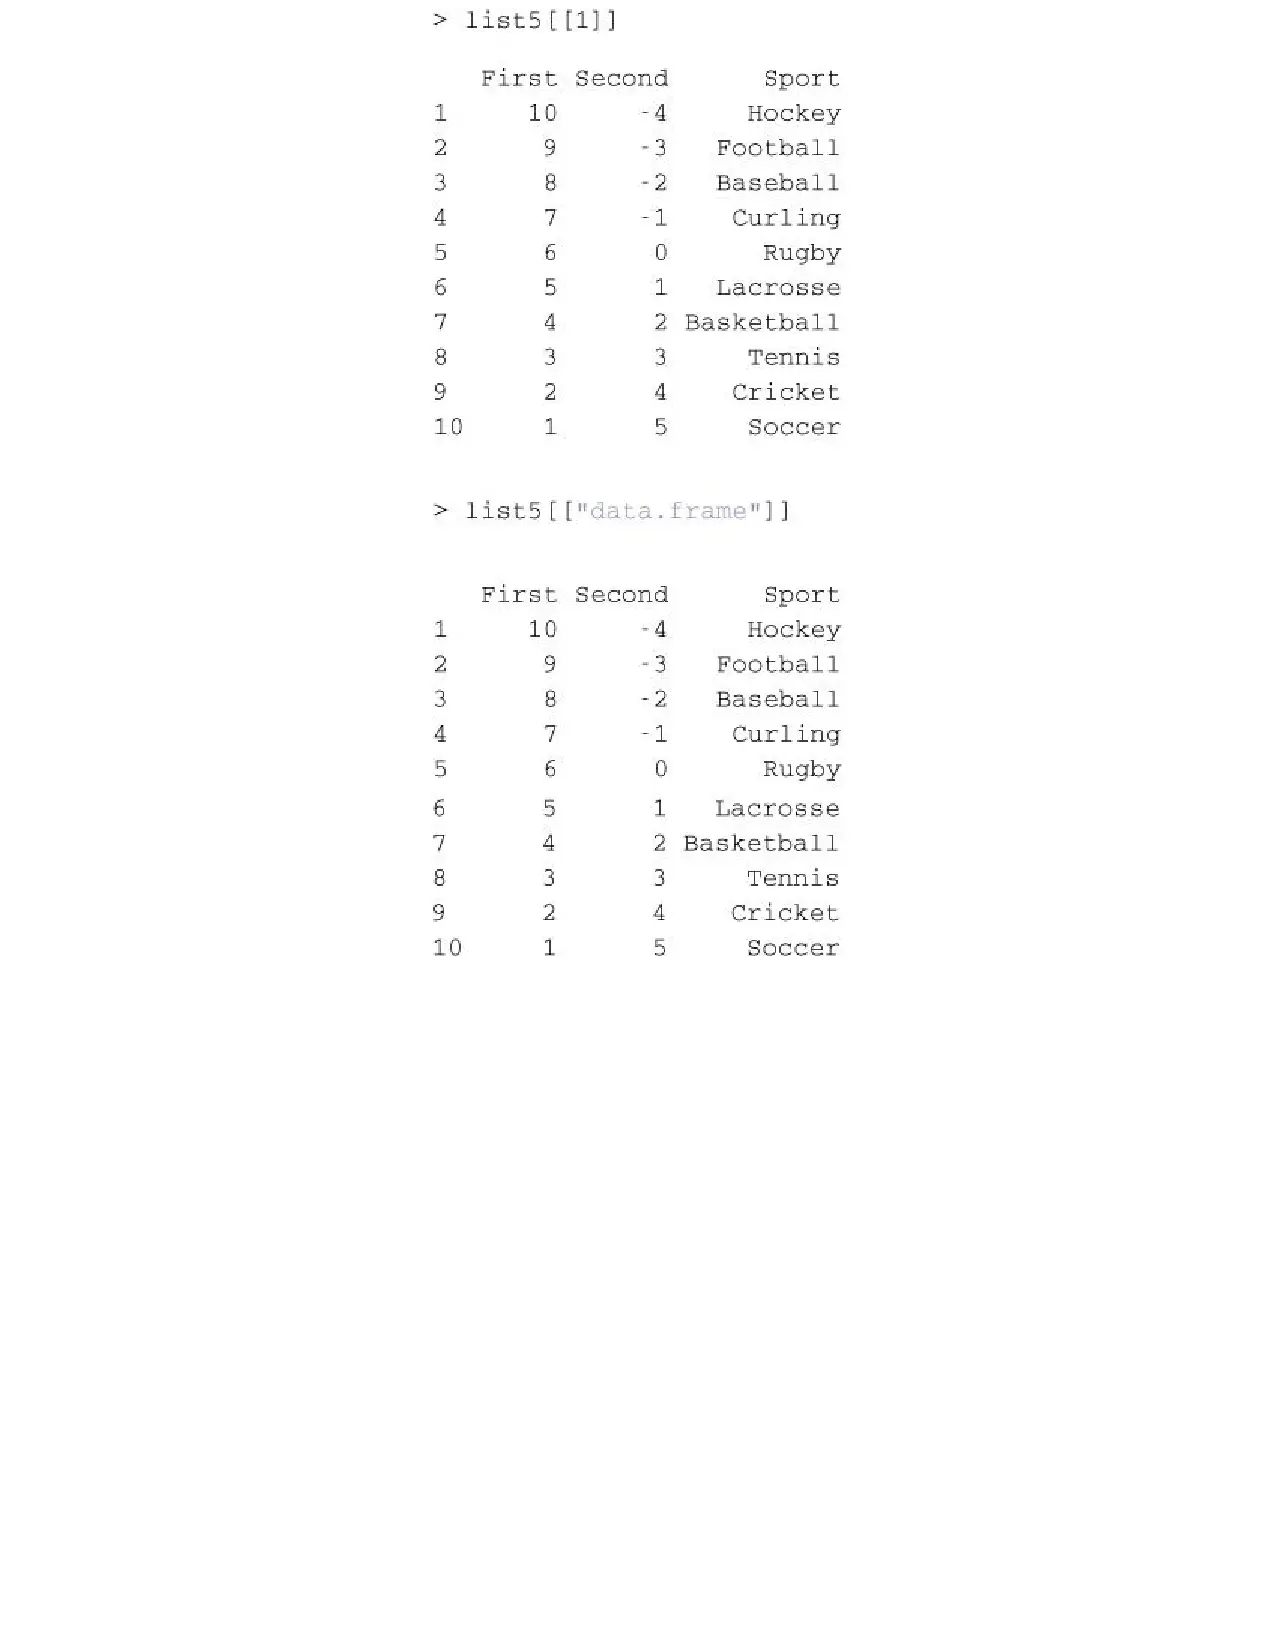 > list5[[1]]
   First Second      Sport
1     10     -4     Hockey
2      9     -3   Football
3      8     -2   Baseball
4      7     -1    Curling
5      6      0      Rugby
6      5      1   Lacrosse
7      4      2 Basketball
8      3      3     Tennis
9      2      4    Cricket
10     1      5     Soccer
> list5[["data.frame"]]
   First Second      Sport
1     10     -4     Hockey
2      9     -3   Football
3      8     -2   Baseball
4      7     -1    Curling
5      6      0      Rugby
6      5      1   Lacrosse
7      4      2 Basketball
8      3      3     Tennis
9      2      4    Cricket
10     1      5     Soccer